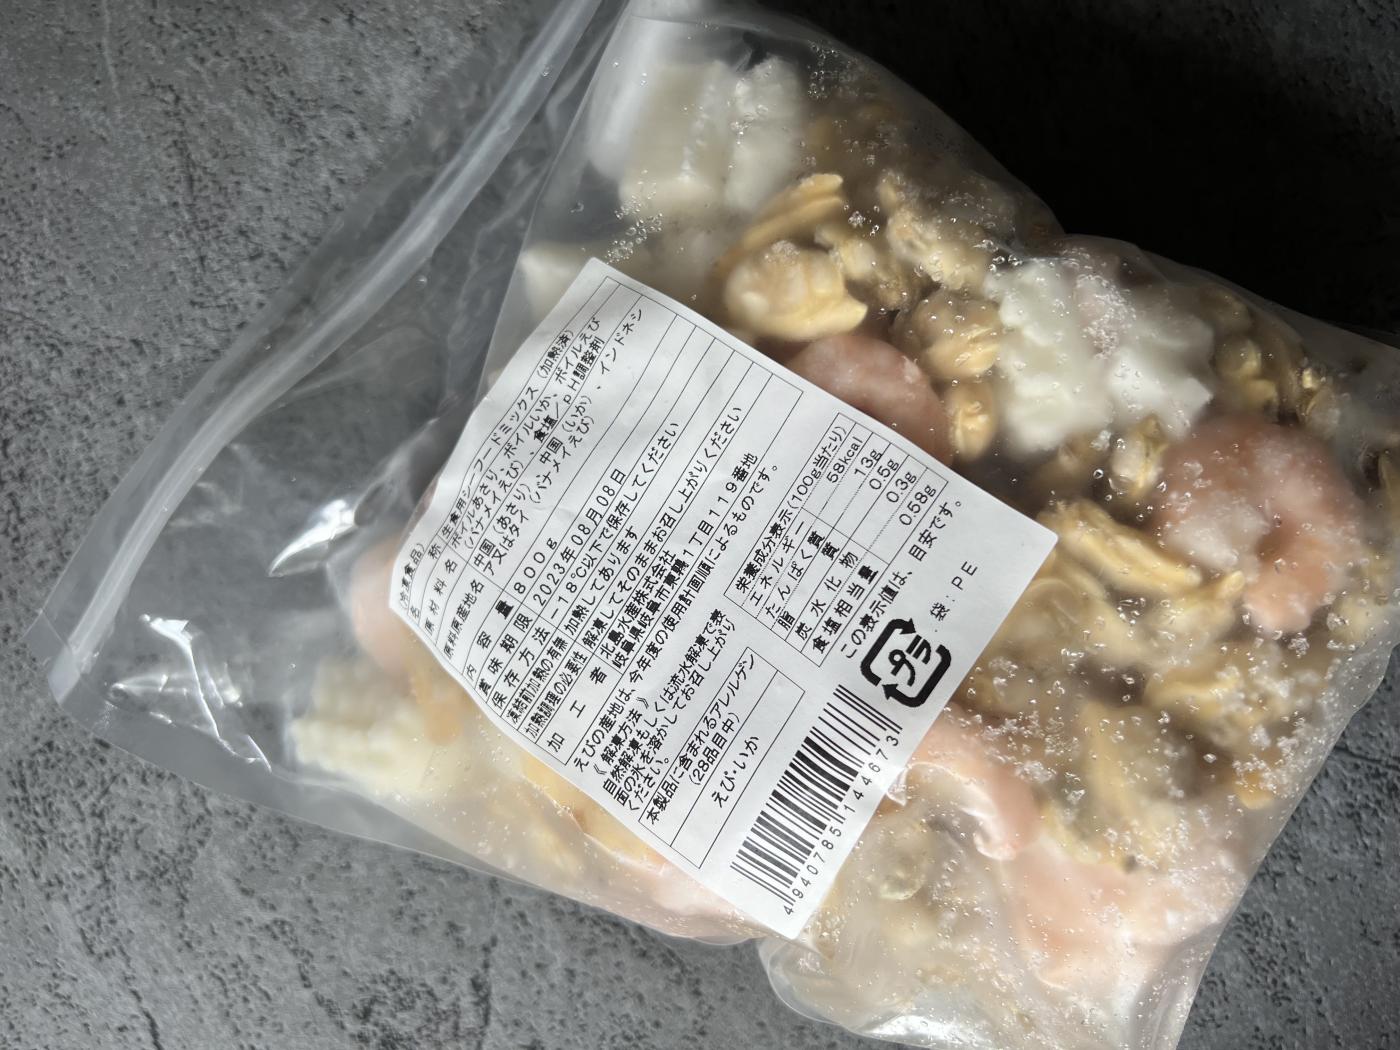 (冷凍食品)
名 称 生食用シーフードミックス(加熱済)
原 材 料 名 ボイルあさり、ボイルいか、ボイルえび
(バナメイえび)、食塩/pH調整剤
原料原産地名 中国(あさり)、中国(いか)、インドネシ
ア又はタイ(バナメイえび)
内 容 量 800g
賞 味 期 限 2023年08月08日
保 存 方 法 -18℃以下で保存してください
凍結前加熱の有無 加熱してあります
加熱調理の必要性 解凍してそのままお召し上がりください
加 工 者 北島水産株式会社
岐阜県岐阜市東鶉1丁目119番地
えびの産地は、今年度の使用計画順によるものです。
《解凍方法》
自然解凍もしくは流水解凍で表
面の氷を溶かしてお召し上がり
ください。
本製品に含まれるアレルゲン
(28品目中)
えび・いか
栄養成分表示(100g当たり)
エネルギー 58kcal
たんぱく質 13g
脂 質 0.5g
炭 水 化 物 0.3g
食塩相当量 0.58g
この表示値は、目安です。
プラ
袋:PE
4940785144673